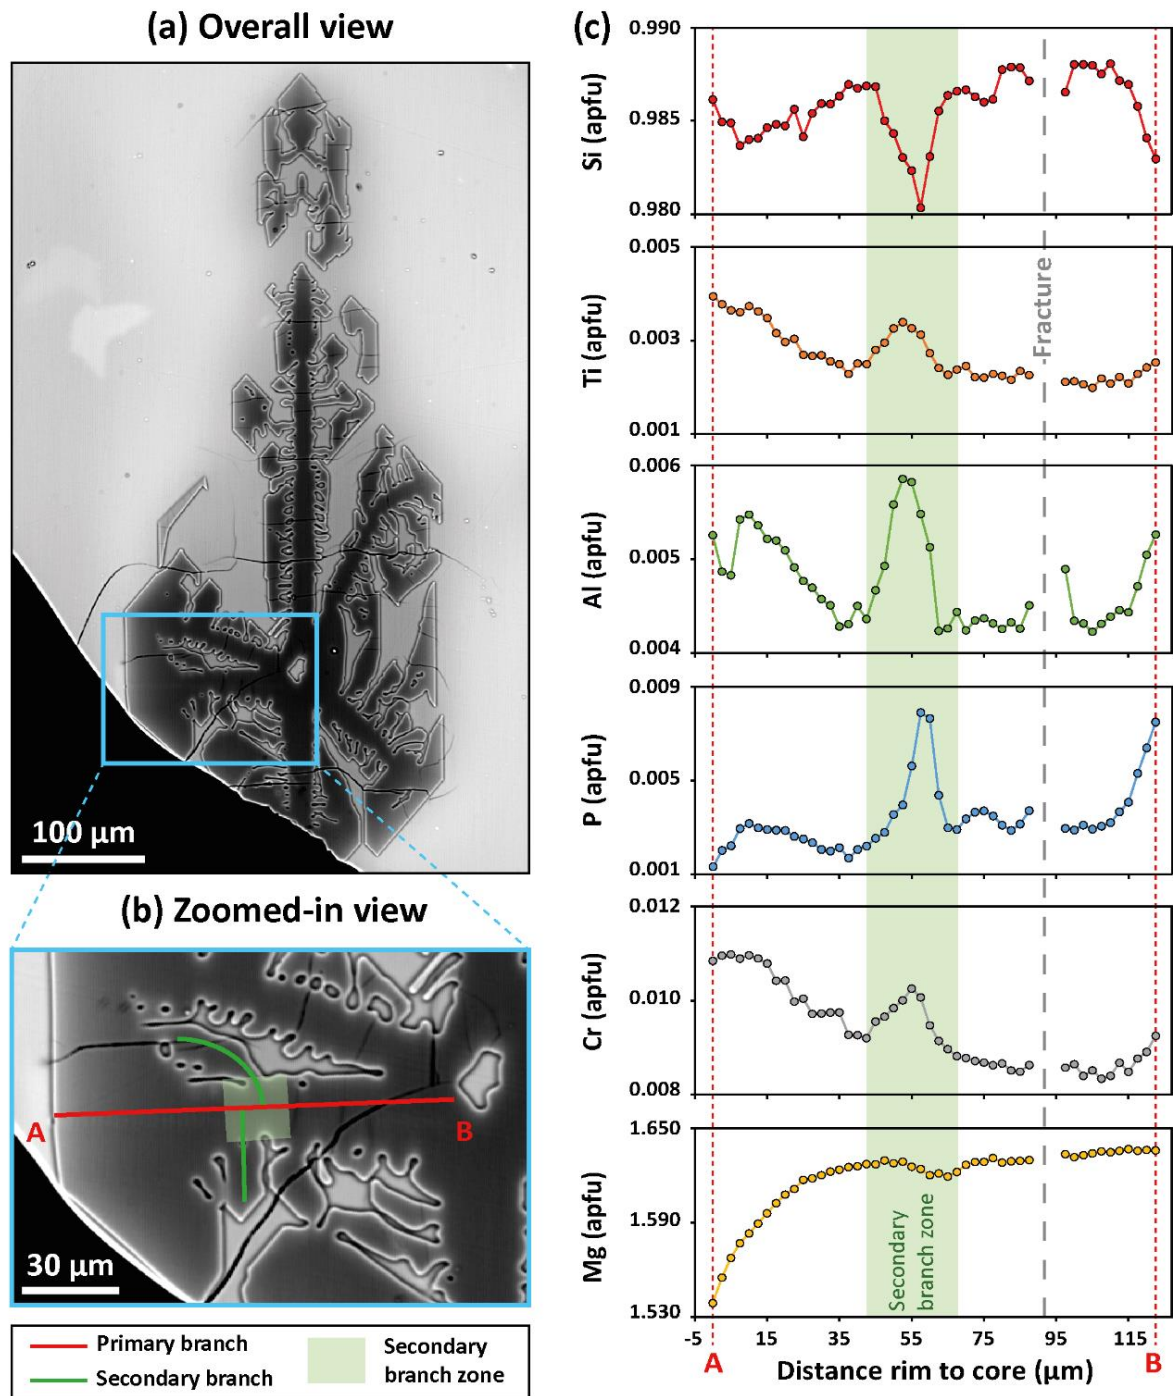 (a) Overall view
100 µm
(b) Zoomed-in view
A
B
30 µm
Primary branch
Secondary branch
Secondary
branch zone
(c)
0.990
0.985
0.980
Si (apfu)
0.005
0.003
0.001
Ti (apfu)
Fracture
0.006
0.005
0.004
Al (apfu)
0.009
0.005
0.001
P (apfu)
0.012
0.010
0.008
Cr (apfu)
1.650
1.590
1.530
Mg (apfu)
Secondary
branch zone
-5 15 35 55 75 95 115
A
Distance rim to core (µm)
B